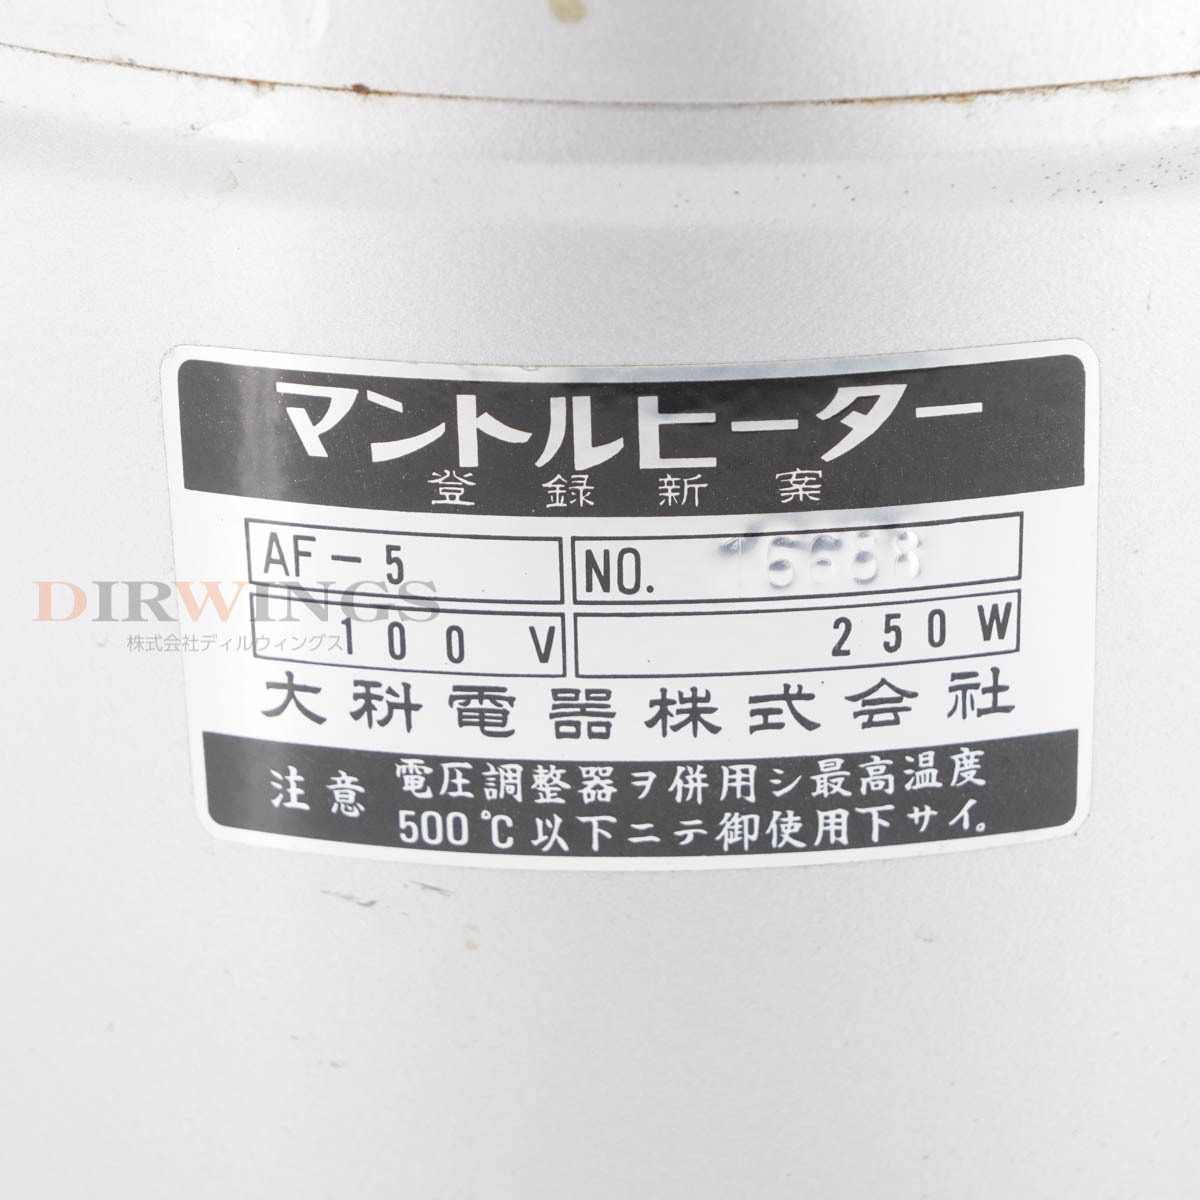 マントルヒーター
登録新案
AF-5
NO.
100 V
250W
大科電器株式会社
注意 電圧調整器ヲ併用シ最高温度
500℃以下ニテ御使用下サイ。
DIRWINGS
株式会社ディルウィングス